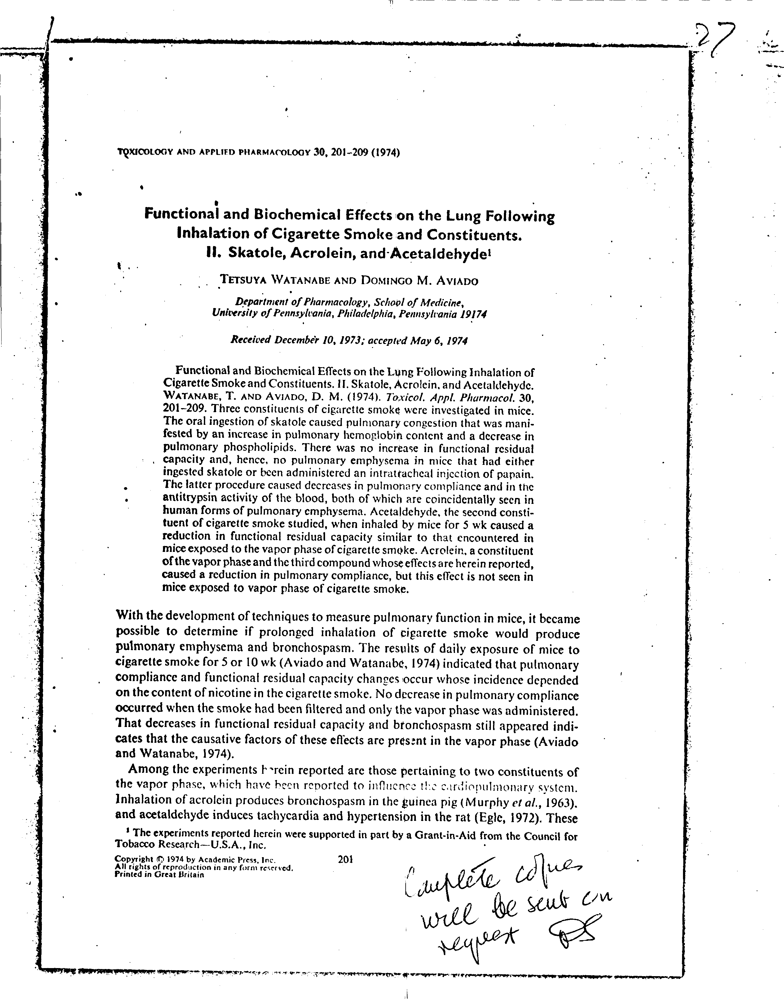 27
TOXICOLOGY AND APPLIED PHARMACOLOGY 30, 201-209 (1974)
Functional and Biochemical Effects on the Lung Following
Inhalation of Cigarette Smoke and Constituents.
II. Skatole, Acrolein, and Acetaldehyde¹
TETSUYA WATANABE AND DOMINGO M. AVIADO
Department of Pharmacology, School of Medicine,
University of Pennsylvania, Philadelphia, Pennsylvania 19174
Received December 10, 1973; accepted May 6, 1974
Functional and Biochemical Effects on the Lung Following Inhalation of
Cigarette Smoke and Constituents. II. Skatole, Acrolein, and Acetaldehyde.
WATANABE, T. AND AVIADO, D. M. (1974). Toxicol. Appl. Pharmacol. 30,
201-209. Three constituents of cigarette smoke were investigated in mice.
The oral ingestion of skatole caused pulmonary congestion that was mani-
fested by an increase in pulmonary hemoglobin content and a decrease in
pulmonary phospholipids. There was no increase in functional residual
capacity and, hence, no pulmonary emphysema in mice that had either
ingested skatole or been administered an intratracheal injection of papain.
The latter procedure caused decreases in pulmonary compliance and in the
antitrypsin activity of the blood, both of which are coincidentally seen in
human forms of pulmonary emphysema. Acetaldehyde, the second consti-
tuent of cigarette smoke studied, when inhaled by mice for 5 wk caused a
reduction in functional residual capacity similar to that encountered in
mice exposed to the vapor phase of cigarette smoke. Acrolein, a constituent
of the vapor phase and the third compound whose effects are herein reported,
caused a reduction in pulmonary compliance, but this effect is not seen in
mice exposed to vapor phase of cigarette smoke.
With the development of techniques to measure pulmonary function in mice, it became
possible to determine if prolonged inhalation of cigarette smoke would produce
pulmonary emphysema and bronchospasm. The results of daily exposure of mice to
cigarette smoke for 5 or 10 wk (Aviado and Watanabe, 1974) indicated that pulmonary
compliance and functional residual capacity changes occur whose incidence depended
on the content of nicotine in the cigarette smoke. No decrease in pulmonary compliance
occurred when the smoke had been filtered and only the vapor phase was administered.
That decreases in functional residual capacity and bronchospasm still appeared indi-
cates that the causative factors of these effects are present in the vapor phase (Aviado
and Watanabe, 1974).
Among the experiments herein reported are those pertaining to two constituents of
the vapor phase, which have been reported to influence the cardiopulmonary system.
Inhalation of acrolein produces bronchospasm in the guinea pig (Murphy et al., 1963).
and acetaldehyde induces tachycardia and hypertension in the rat (Egle, 1972). These
¹ The experiments reported herein were supported in part by a Grant-in-Aid from the Council for
Tobacco Research—U.S.A., Inc.
Copyright © 1974 by Academic Press, Inc.
All rights of reproduction in any form reserved.
Printed in Great Britain
201
Complete copies
will be sent on
request DS